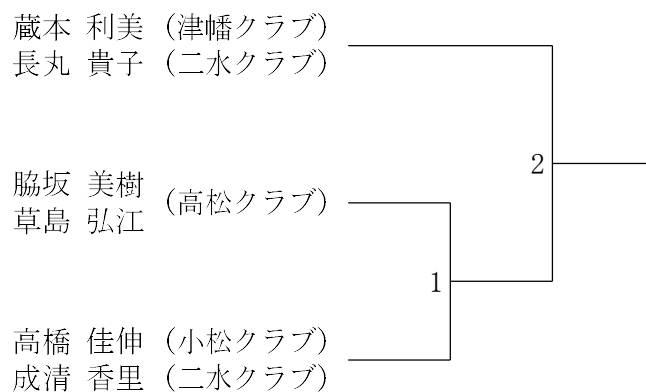 蔵本 利美 (津幡クラブ)
長丸 貴子 (二水クラブ)
2
脇坂 美樹
(高松クラブ)
草島 弘江
1
高橋 佳伸 (小松クラブ)
成清 香里 (二水クラブ)